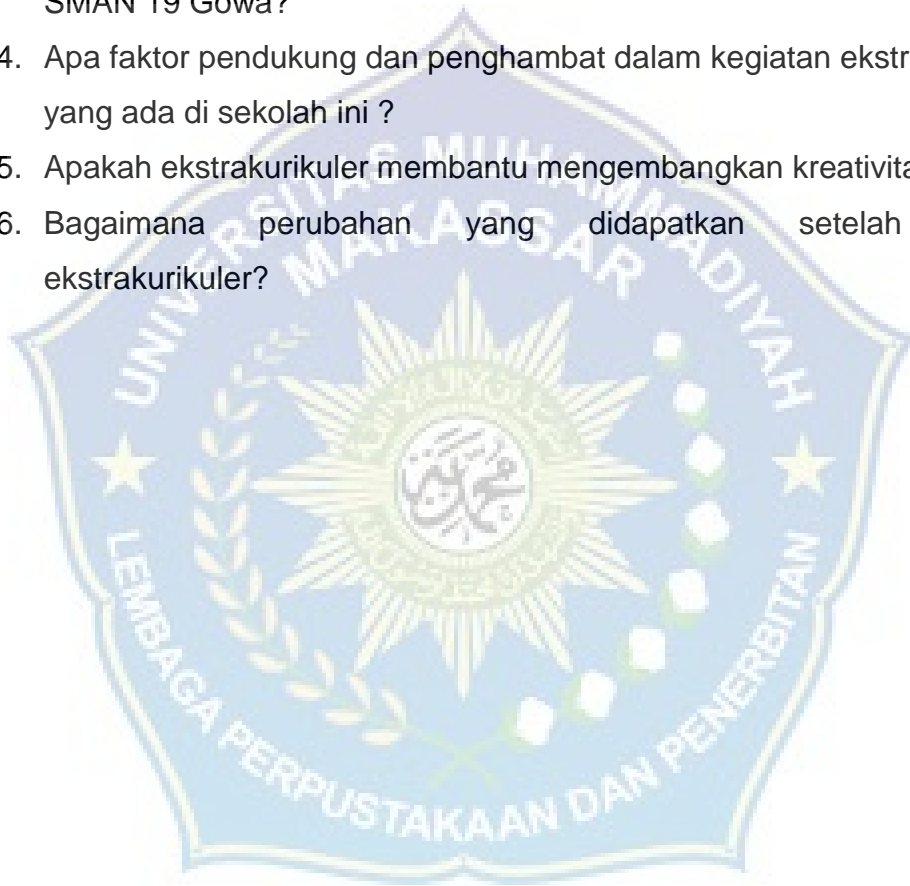 SMAN 19 Gowa?
4. Apa faktor pendukung dan penghambat dalam kegiatan ekstr
yang ada di sekolah ini ?
5. Apakah ekstrakurikuler membantu mengembangkan kreativita
6. Bagaimana perubahan yang didapatkan setelah
ekstrakurikuler?
UNIVERSITAS MUHAMMADIYAH
MAKASSAR
LEMBAGA PERPUSTAKAAN DAN PENERBITAN